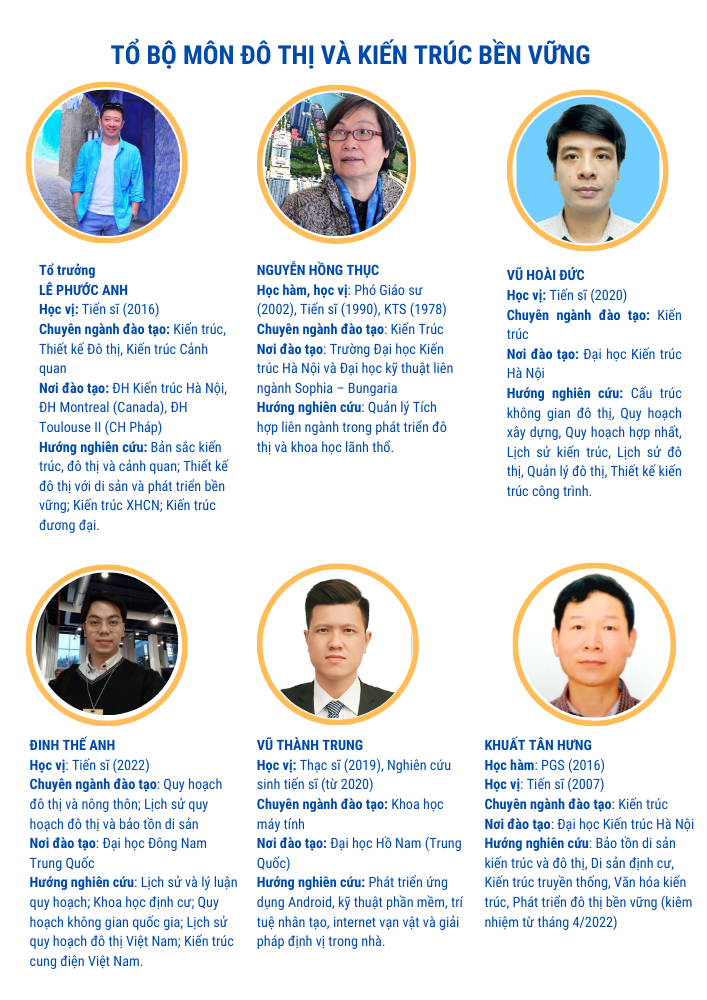 TỔ BỘ MÔN ĐÔ THỊ VÀ KIẾN TRÚC BỀN VỮNG
Tổ trưởng
LÊ PHƯỚC ANH
Học vị: Tiến sĩ (2016)
Chuyên ngành đào tạo: Kiến trúc,
Thiết kế Đô thị, Kiến trúc Cảnh
quan
Nơi đào tạo: ĐH Kiến trúc Hà Nội,
ĐH Montreal (Canada), ĐH
Toulouse II (CH Pháp)
Hướng nghiên cứu: Bản sắc kiến
trúc, đô thị và cảnh quan; Thiết kế
đô thị với di sản và phát triển bền
vững; Kiến trúc XHCN; Kiến trúc
đương đại.
NGUYỄN HỒNG THỤC
Học hàm, học vị: Phó Giáo sư
(2002), Tiến sĩ (1990), KTS (1978)
Chuyên ngành đào tạo: Kiến Trúc
Nơi đào tạo: Trường Đại học Kiến
trúc Hà Nội và Đại học kỹ thuật liên
ngành Sophia – Bungaria
Hướng nghiên cứu: Quản lý Tích
hợp liên ngành trong phát triển đô
thị và khoa học lãnh thổ.
VŨ HOÀI ĐỨC
Học vị: Tiến sĩ (2020)
Chuyên ngành đào tạo: Kiến
trúc
Nơi đào tạo: Đại học Kiến trúc
Hà Nội
Hướng nghiên cứu: Cấu trúc
không gian đô thị, Quy hoạch
xây dựng, Quy hoạch hợp nhất,
Lịch sử kiến trúc, Lịch sử đô
thị, Quản lý đô thị, Thiết kế kiến
trúc công trình.
ĐINH THẾ ANH
Học vị: Tiến sĩ (2022)
Chuyên ngành đào tạo: Quy hoạch
đô thị và nông thôn; Lịch sử quy
hoạch đô thị và bảo tồn di sản
Nơi đào tạo: Đại học Đông Nam
Trung Quốc
Hướng nghiên cứu: Lịch sử và lý luận
quy hoạch; Khoa học định cư; Quy
hoạch không gian quốc gia; Lịch sử
quy hoạch đô thị Việt Nam; Kiến trúc
cung điện Việt Nam.
VŨ THÀNH TRUNG
Học vị: Thạc sĩ (2019), Nghiên cứu
sinh tiến sĩ (từ 2020)
Chuyên ngành đào tạo: Khoa học
máy tính
Nơi đào tạo: Đại học Hồ Nam (Trung
Quốc)
Hướng nghiên cứu: Phát triển ứng
dụng Android, kỹ thuật phần mềm, trí
tuệ nhân tạo, internet vạn vật và giải
pháp định vị trong nhà.
KHUẤT TÂN HƯNG
Học hàm: PGS (2016)
Học vị: Tiến sĩ (2007)
Chuyên ngành đào tạo: Kiến trúc
Nơi đào tạo: Đại học Kiến trúc Hà Nội
Hướng nghiên cứu: Bảo tồn di sản
kiến trúc và đô thị, Di sản định cư,
Kiến trúc truyền thống, Văn hóa kiến
trúc, Phát triển đô thị bền vững (kiêm
nhiệm từ tháng 4/2022)